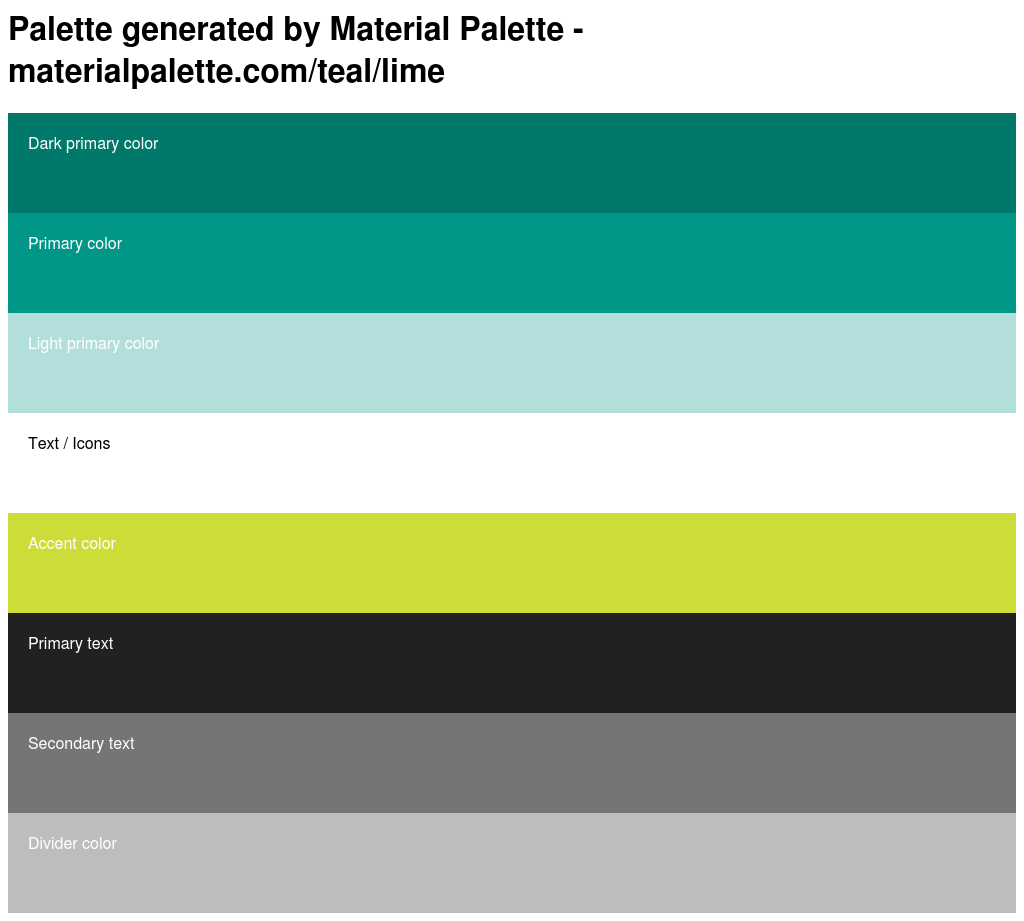 Palette generated by Material Palette -
materialpalette.com/teal/lime
Dark primary color
Primary color
Light primary color
Text / Icons
Accent color
Primary text
Secondary text
Divider color